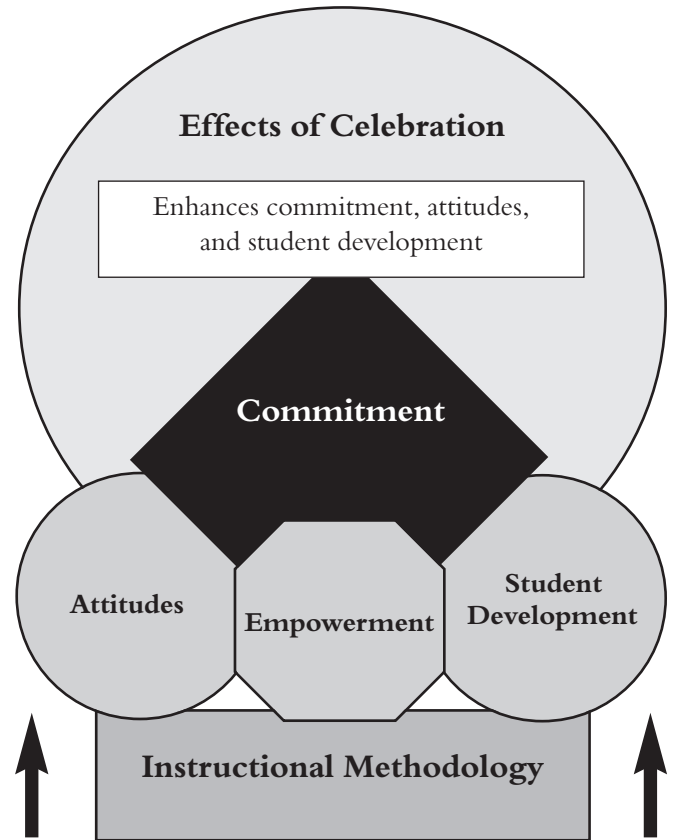 Effects of Celebration
Enhances commitment, attitudes,
and student development
Commitment
Attitudes
Empowerment
Student
Development
Instructional Methodology